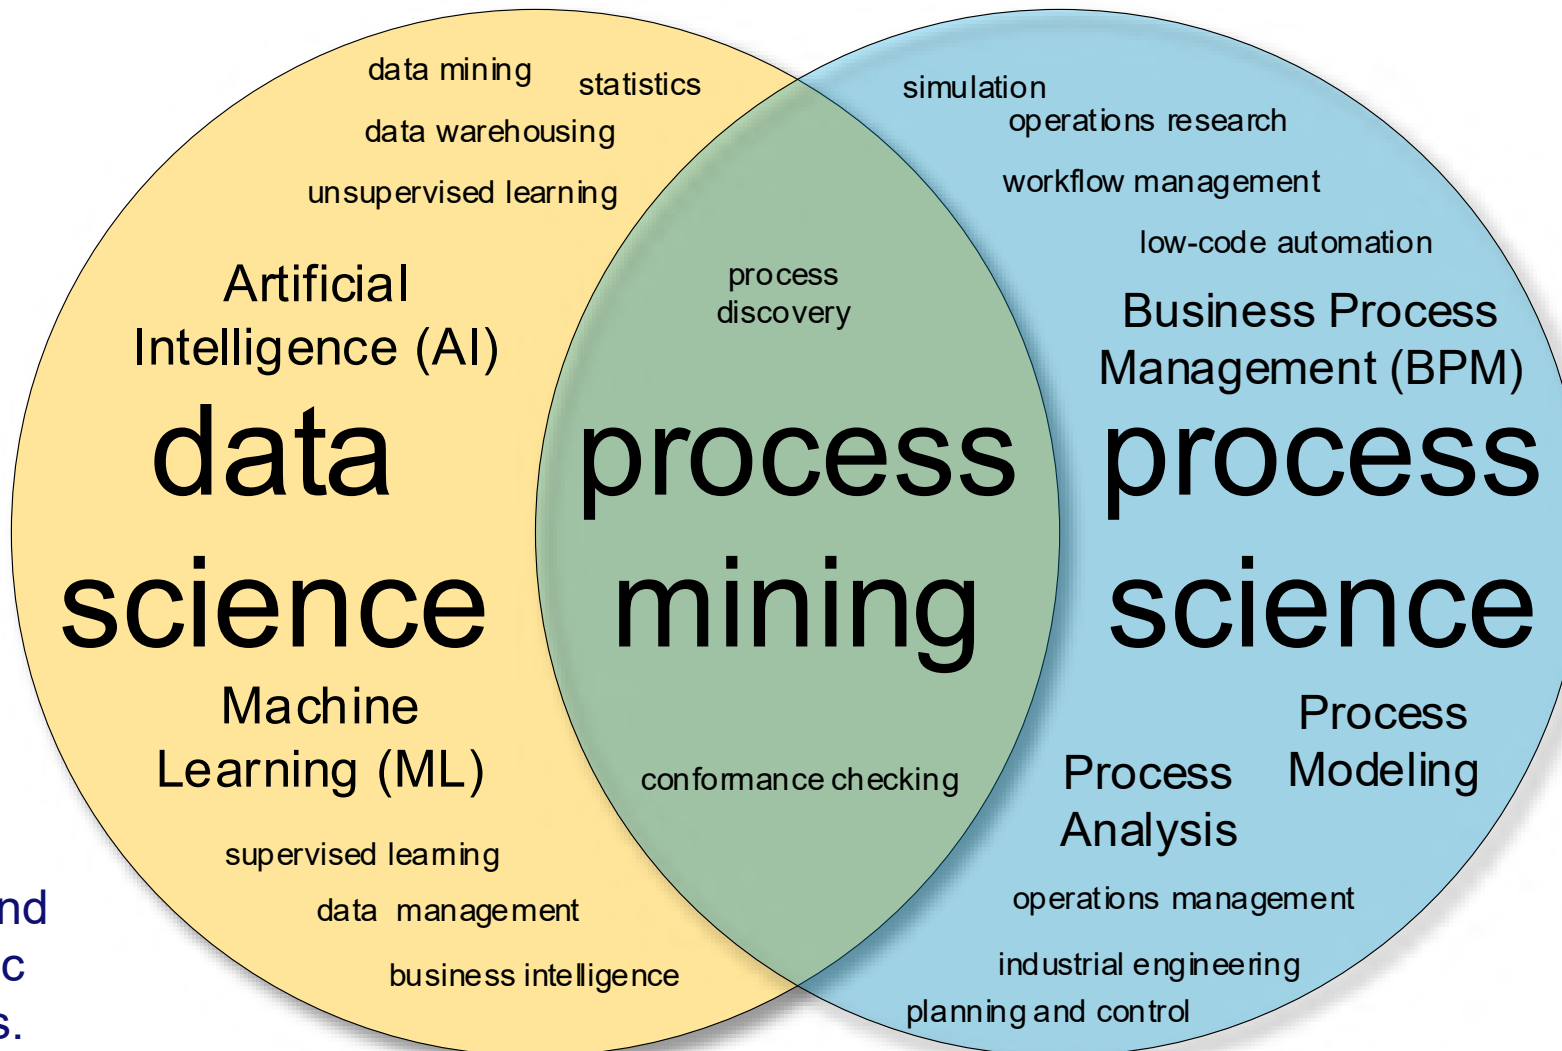 data mining
statistics
data warehousing
unsupervised learning
Artificial
Intelligence (AI)
data
science
Machine
Learning (ML)
supervised learning
data management
business intelligence
process
discovery
process
mining
conformance checking
simulation
operations research
workflow management
low-code automation
Business Process
Management (BPM)
process
science
Process
Modeling
Process
Analysis
operations management
industrial engineering
planning and control